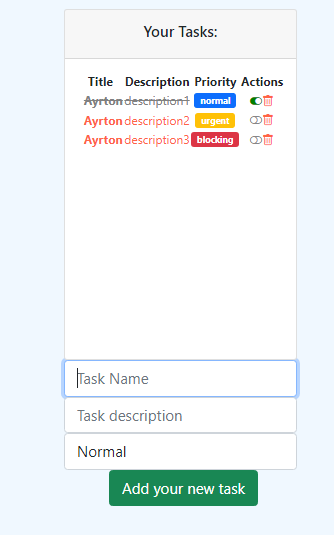 Your Tasks:
Title Description Priority Actions
Ayrton description1 normal
Ayrton description2 urgent
Ayrton description3 blocking
Task Name
Task description
Normal
Add your new task